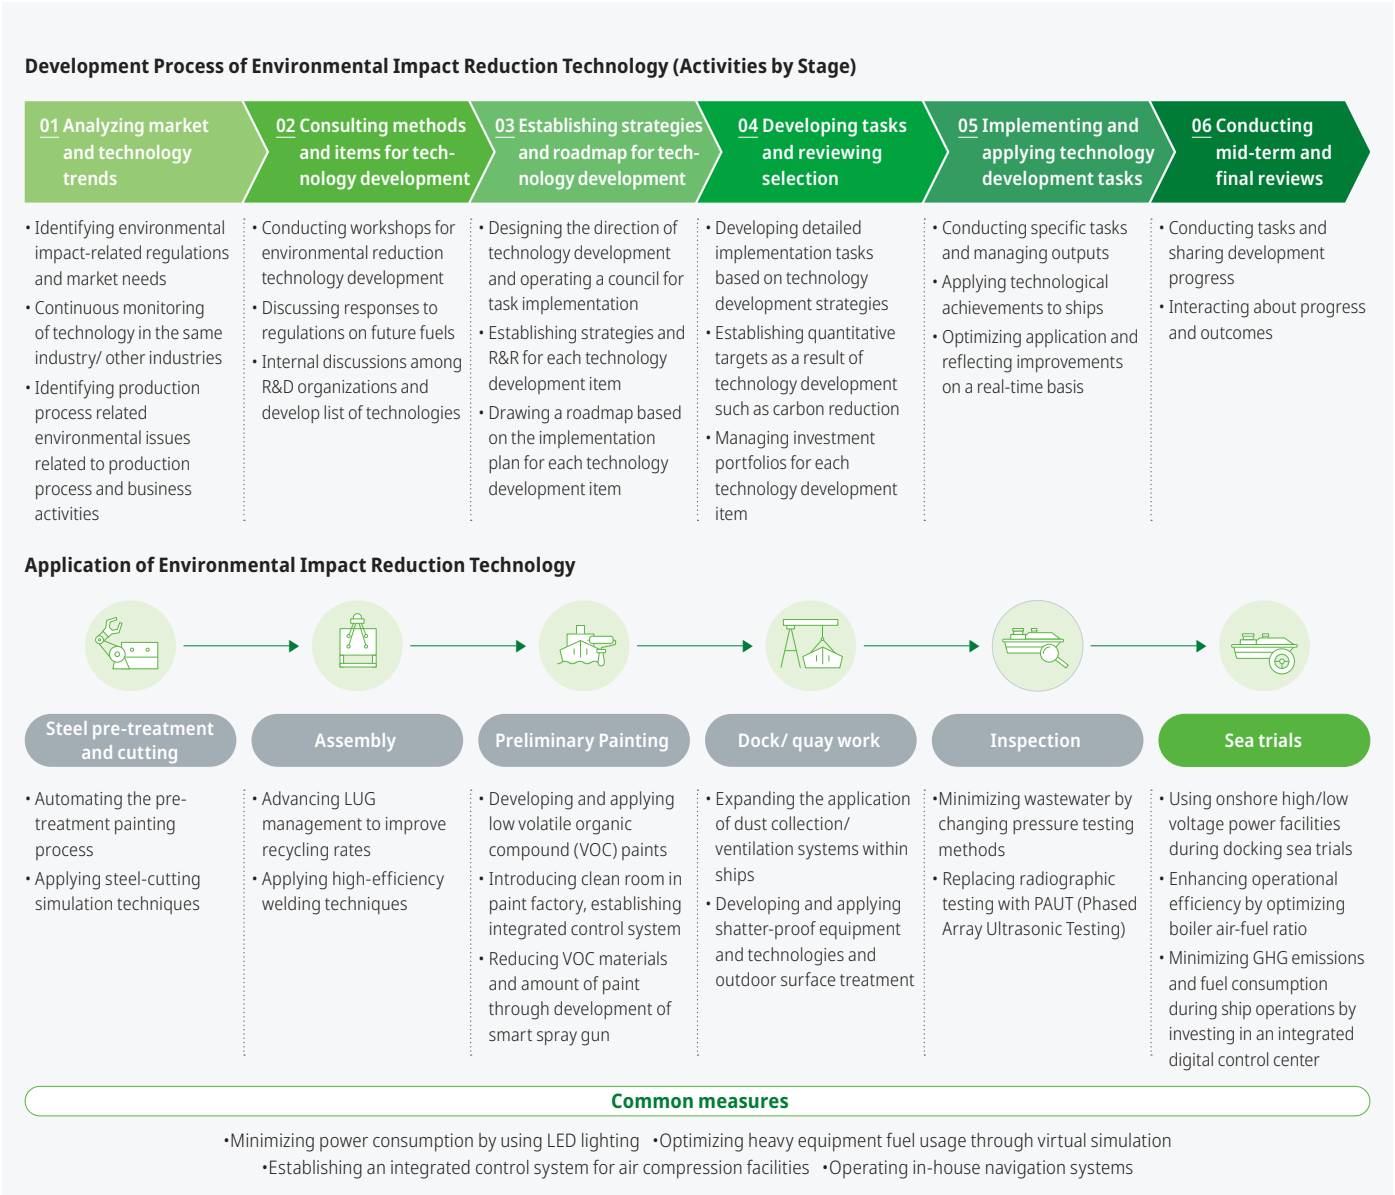 Development Process of Environmental Impact Reduction Technology (Activities by Stage)
01 Analyzing market
and technology
trends
• Identifying environmental
impact-related regulations
and market needs
• Continuous monitoring
of technology in the same
industry/ other industries
• Identifying production
process related
environmental issues
related to production
process and business
activities
02 Consulting methods
and items for tech-
nology development
• Conducting workshops for
environmental reduction
technology development
• Discussing responses to
regulations on future fuels
• Internal discussions among
R&D organizations and
develop list of technologies
03 Establishing strategies
and roadmap for tech-
nology development
• Designing the direction of
technology development
and operating a council for
task implementation
• Establishing strategies and
R&R for each technology
development item
• Drawing a roadmap based
on the implementation
plan for each technology
development item
04 Developing tasks
and reviewing
selection
• Developing detailed
implementation tasks
based on technology
development strategies
• Establishing quantitative
targets as a result of
technology development
such as carbon reduction
• Managing investment
portfolios for each
technology development
item
05 Implementing and
applying technology
development tasks
• Conducting specific tasks
and managing outputs
• Applying technological
achievements to ships
• Optimizing application and
reflecting improvements
on a real-time basis
06 Conducting
mid-term and
final reviews
• Conducting tasks and
sharing development
progress
• Interacting about progress
and outcomes
Application of Environmental Impact Reduction Technology
Steel pre-treatment
and cutting
• Automating the pre-
treatment painting
process
• Applying steel-cutting
simulation techniques
Assembly
• Advancing LUG
management to improve
recycling rates
• Applying high-efficiency
welding techniques
Preliminary Painting
• Developing and applying
low volatile organic
compound (VOC) paints
• Introducing clean room in
paint factory, establishing
integrated control system
• Reducing VOC materials
and amount of paint
through development of
smart spray gun
Dock/ quay work
• Expanding the application
of dust collection/
ventilation systems within
ships
• Developing and applying
shatter-proof equipment
and technologies and
outdoor surface treatment
Inspection
•Minimizing wastewater by
changing pressure testing
methods
• Replacing radiographic
testing with PAUT (Phased
Array Ultrasonic Testing)
Sea trials
• Using onshore high/low
voltage power facilities
during docking sea trials
• Enhancing operational
efficiency by optimizing
boiler air-fuel ratio
• Minimizing GHG emissions
and fuel consumption
during ship operations by
investing in an integrated
digital control center
Common measures
•Minimizing power consumption by using LED lighting •Optimizing heavy equipment fuel usage through virtual simulation
•Establishing an integrated control system for air compression facilities •Operating in-house navigation systems